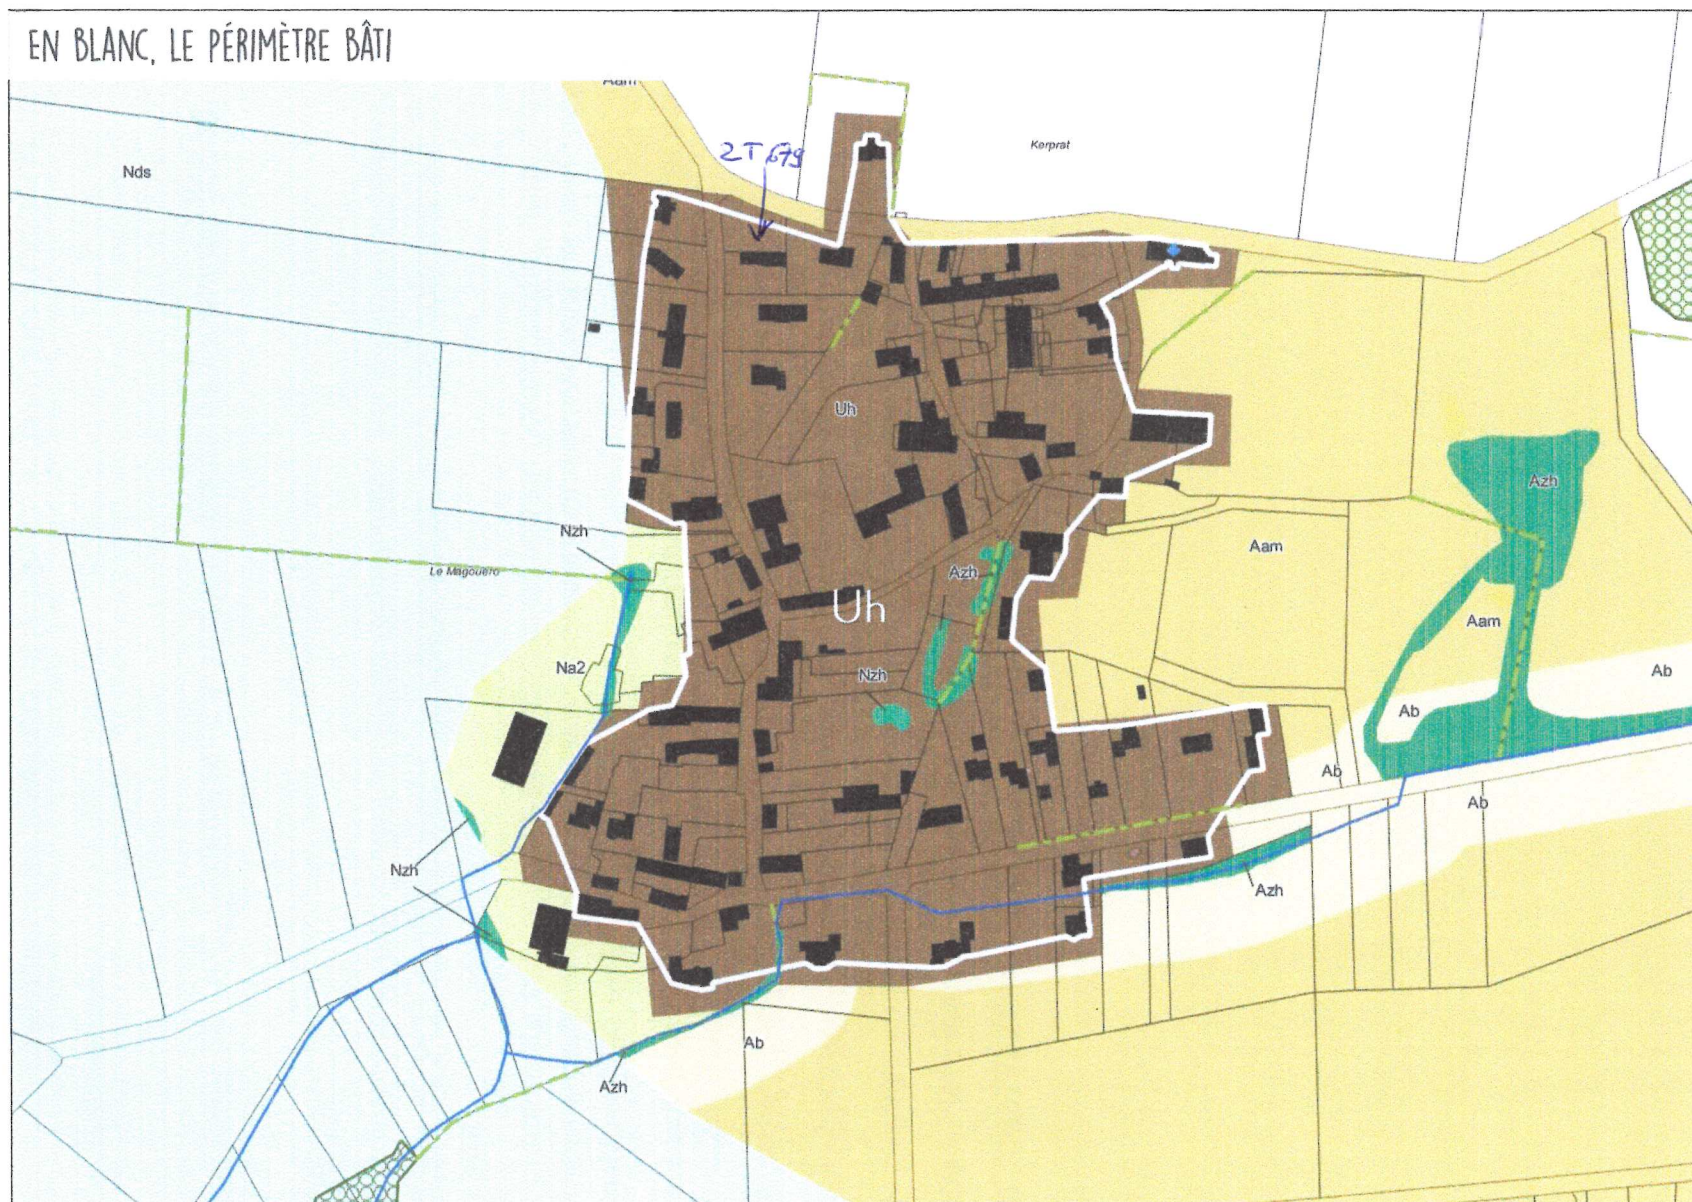 EN BLANC, LE PÉRIMÈTRE BÂTI
Aam
Kerprat
2T 679
Nds
Uh
Azh
Nzh
Le Magouero
Azh
Aam
Uh
Aam
Na2
Nzh
Ab
Ab
Ab
Ab
Nzh
Azh
Ab
Azh